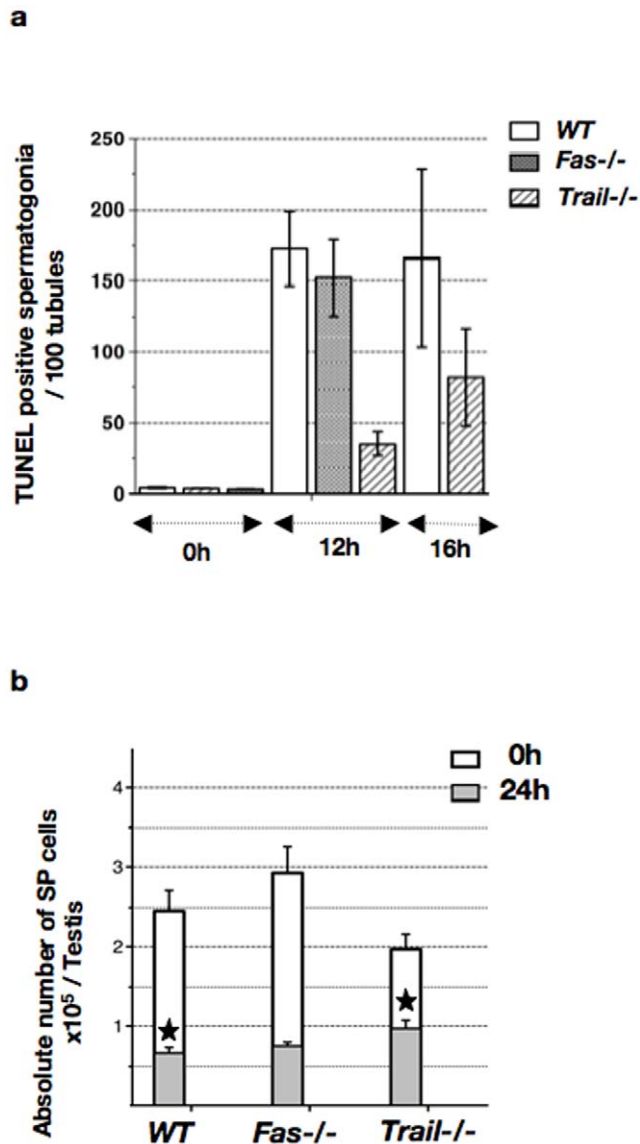 a
WT
Fas-/-
Trail-/-
TUNEL positive spermatogonia
/ 100 tubules
250
200
150
100
50
0
0h
12h
16h
b
0h
24h
Absolute number of SP cells
x10⁵ / Testis
4
3
2
1
WT
Fas-/-
Trail-/-